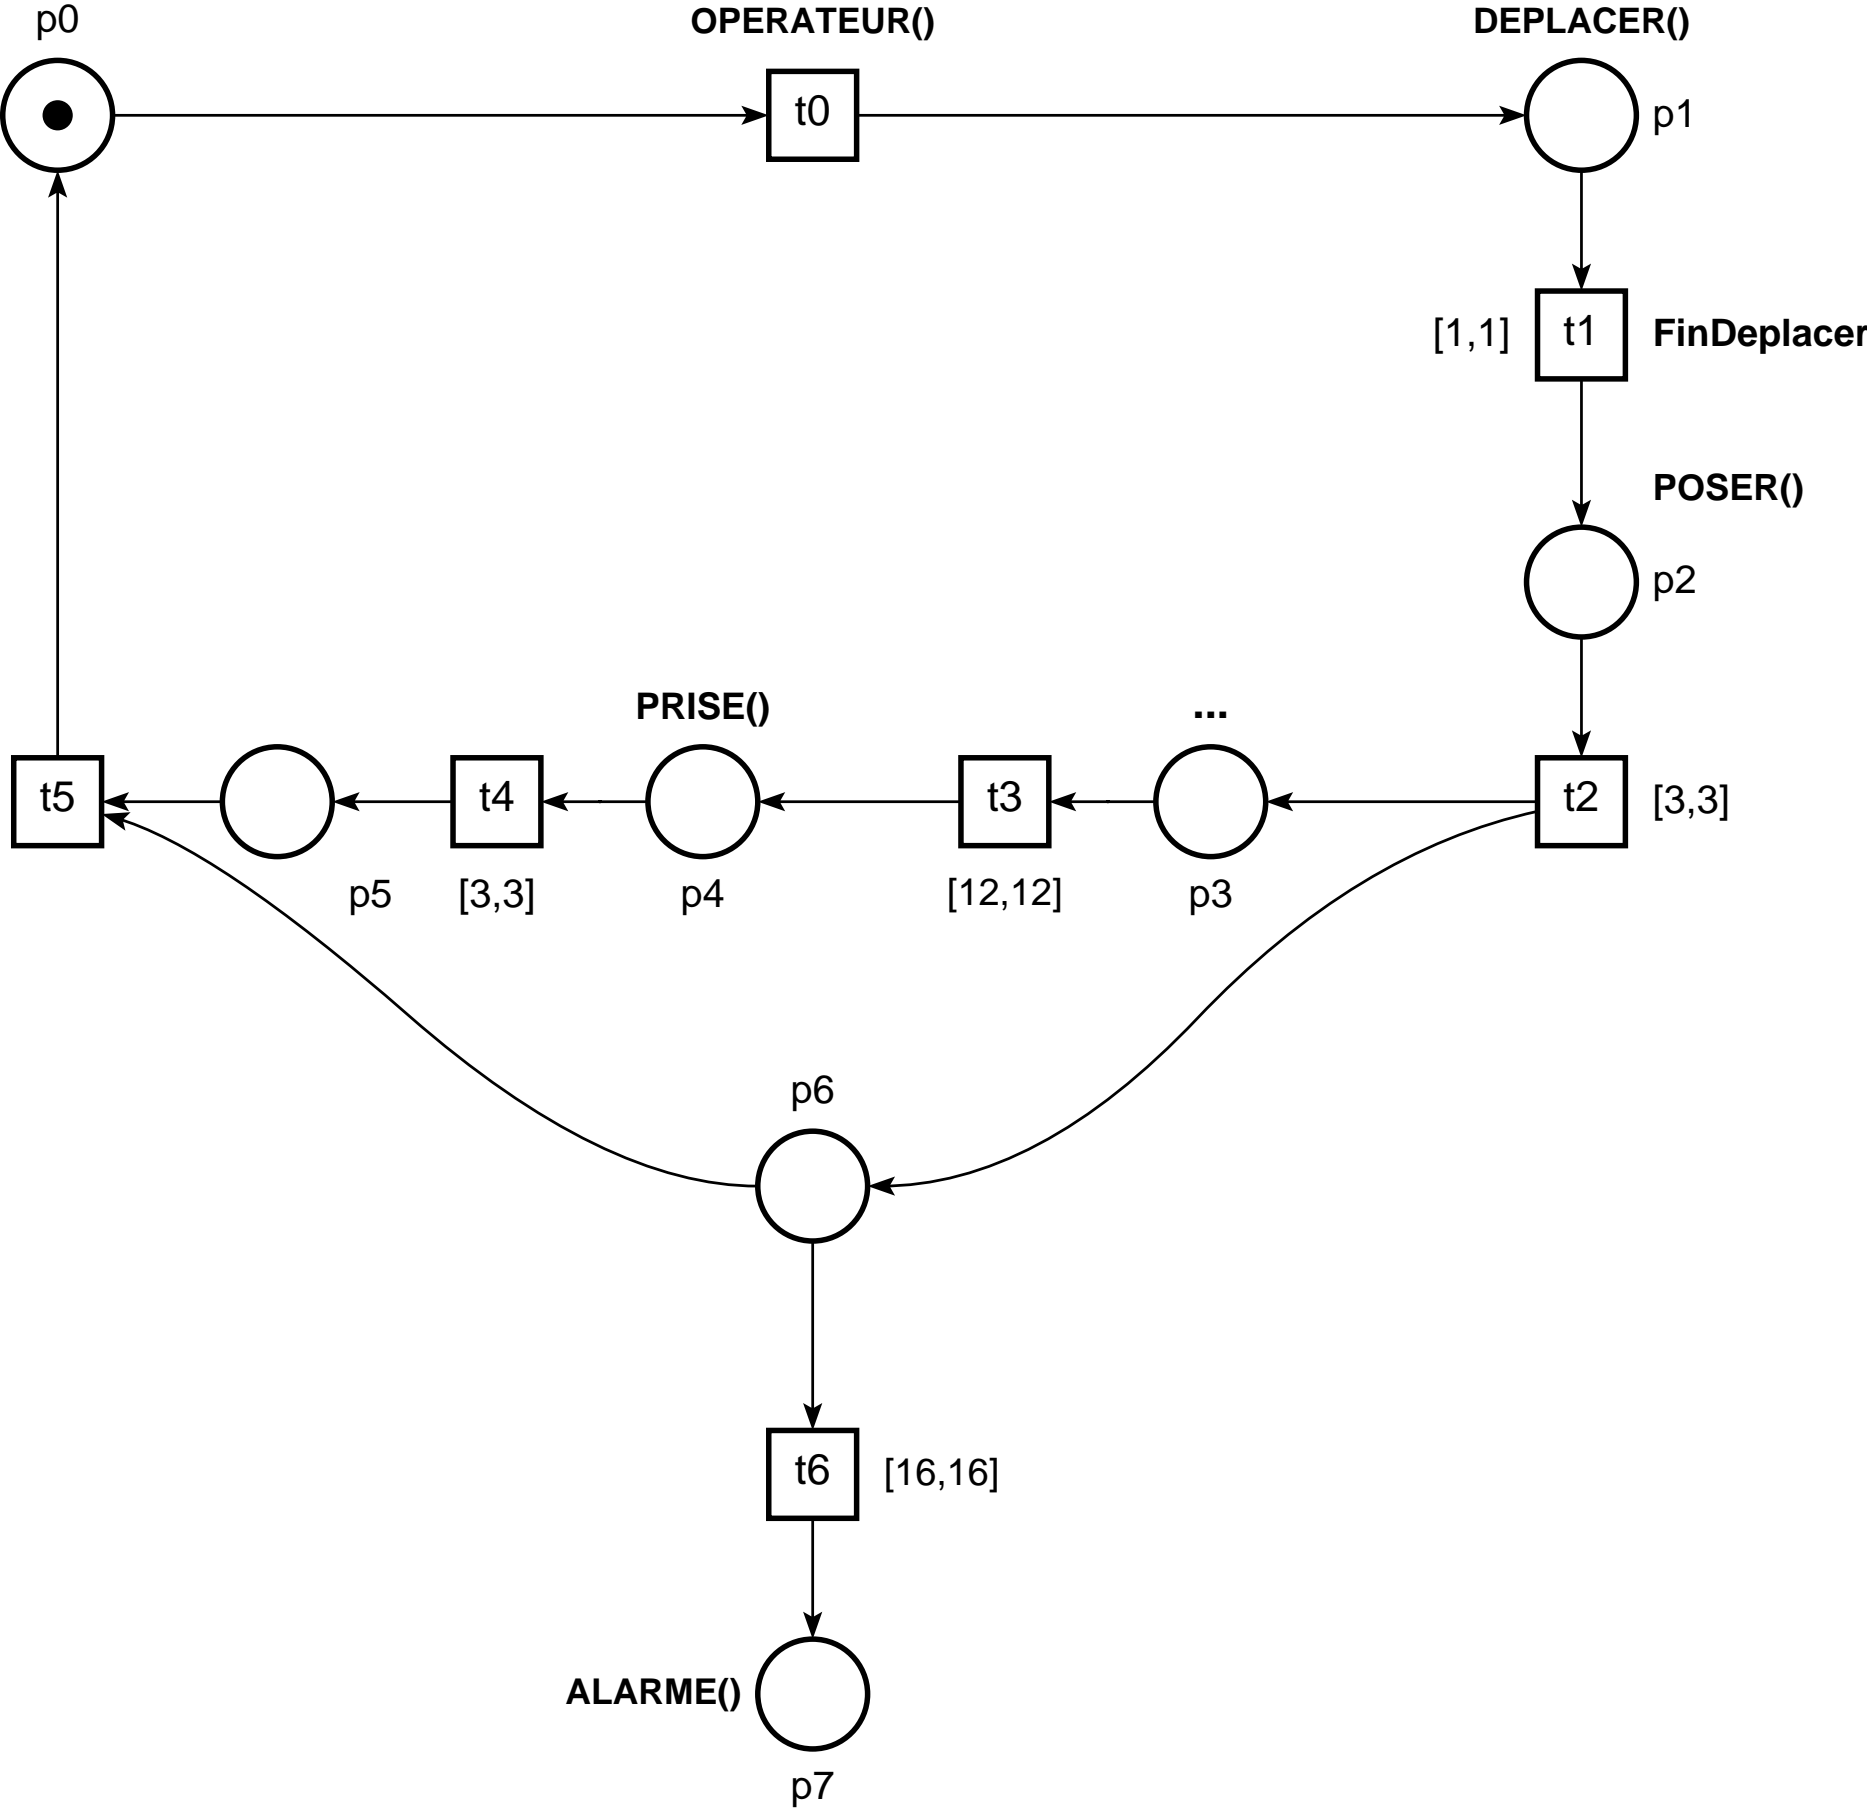 p0
OPERATEUR()
DEPLACER()
t0
p1
[1,1]
t1
FinDeplacer
POSER()
p2
PRISE()
...
t5
t4
t3
t2
[3,3]
p5
[3,3]
p4
[12,12]
p3
p6
t6
[16,16]
ALARME()
p7